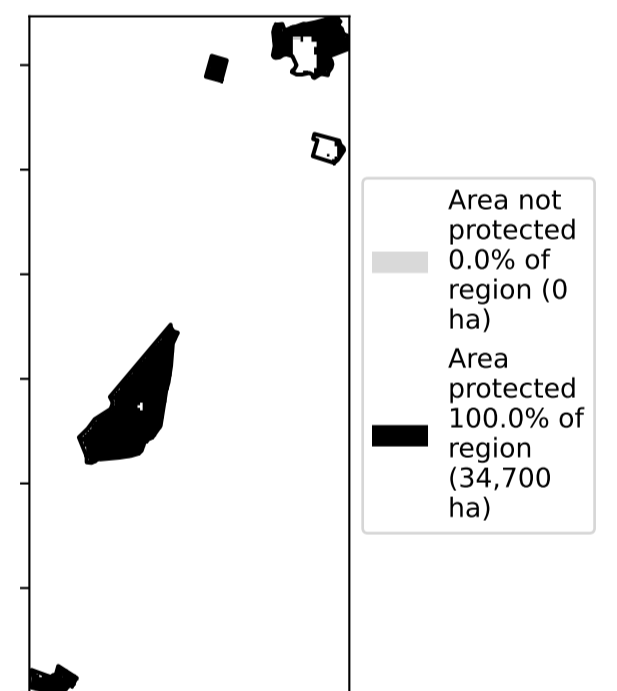 Area not
protected
0.0% of
region (0
ha)
Area
protected
100.0% of
region
(34,700
ha)